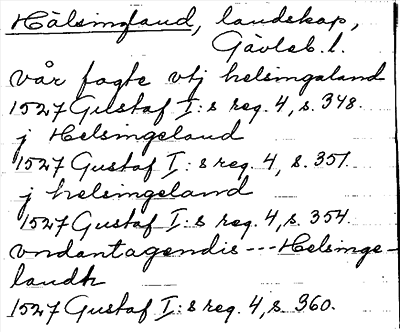 Hälsingland, landskap,
Gävleb. l.
vår fogte vtj helsingaland
1527 Gustaf I:s reg. 4, s. 348.
j Helsingeland
1527 Gustaf I:s reg. 4, s. 351.
j helsingeland
1527 Gustaf I:s reg. 4, s. 354.
vndantagendis --- Helsinge-
landh
1527 Gustaf I:s reg. 4, s. 360.